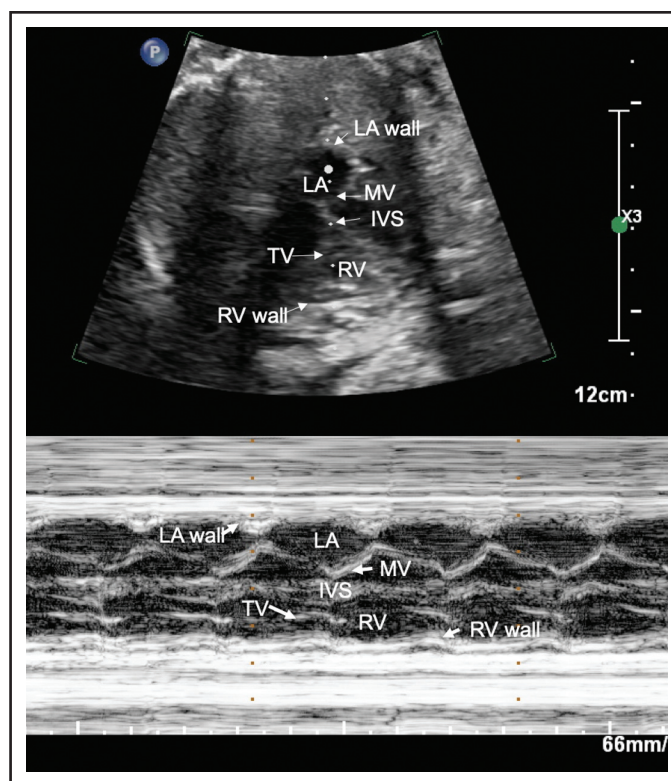 P
LA wall
LA
MV
IVS
X3
TV
RV
RV wall
12cm
LA wall
LA
MV
IVS
TV
RV
RV wall
66mm/